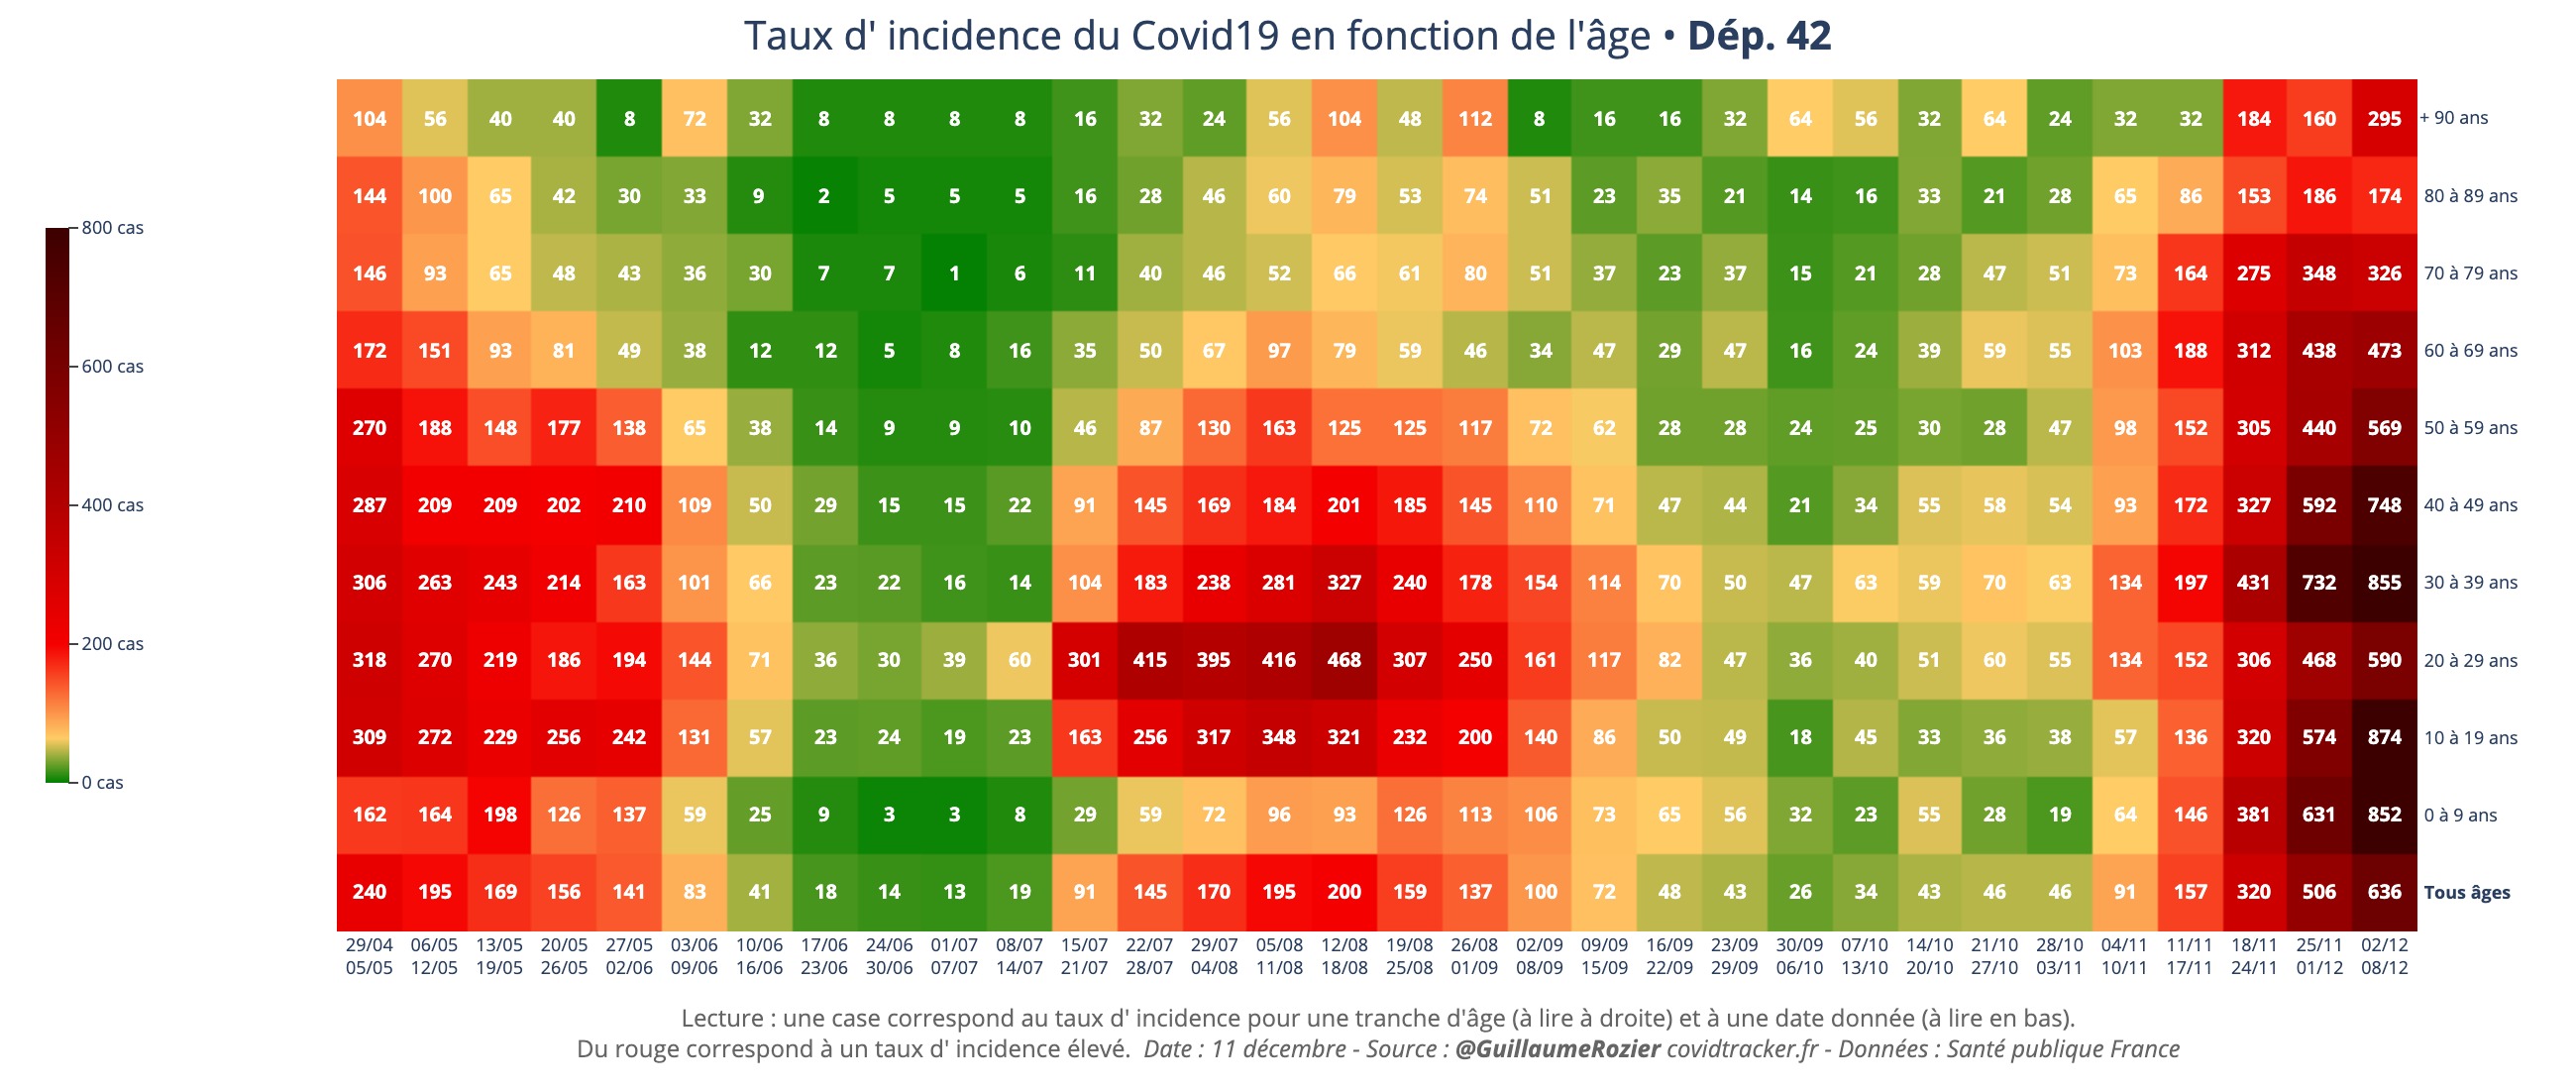 Taux d' incidence du Covid19 en fonction de l'âge • Dép. 42
104 56 40 40 8 72 32 8 8 8 8 16 32 24 56 104 48 112 8 16 16 32 64 56 32 64 24 32 32 184 160 295 + 90 ans
144 100 65 42 30 33 9 2 5 5 5 16 28 46 60 79 53 74 51 23 35 21 14 16 33 21 28 65 86 153 186 174 80 à 89 ans
800 cas
146 93 65 48 43 36 30 7 7 1 6 11 40 46 52 66 61 80 51 37 23 37 15 21 28 47 51 73 164 275 348 326 70 à 79 ans
172 151 93 81 49 38 12 12 5 8 16 35 50 67 97 79 59 46 34 47 29 47 16 24 39 59 55 103 188 312 438 473 60 à 69 ans
600 cas
270 188 148 177 138 65 38 14 9 9 10 46 87 130 163 125 125 117 72 62 28 28 24 25 30 28 47 98 152 305 440 569 50 à 59 ans
400 cas
287 209 209 202 210 109 50 29 15 15 22 91 145 169 184 201 185 145 110 71 47 44 21 34 55 58 54 93 172 327 592 748 40 à 49 ans
306 263 243 214 163 101 66 23 22 16 14 104 183 238 281 327 240 178 154 114 70 50 47 63 59 70 63 134 197 431 732 855 30 à 39 ans
200 cas
318 270 219 186 194 144 71 36 30 39 60 301 415 395 416 468 307 250 161 117 82 47 36 40 51 60 55 134 152 306 468 590 20 à 29 ans
309 272 229 256 242 131 57 23 24 19 23 163 256 317 348 321 232 200 140 86 50 49 18 45 33 36 38 57 136 320 574 874 10 à 19 ans
0 cas
162 164 198 126 137 59 25 9 3 3 8 29 59 72 96 93 126 113 106 73 65 56 32 23 55 28 19 64 146 381 631 852 0 à 9 ans
240 195 169 156 141 83 41 18 14 13 19 91 145 170 195 200 159 137 100 72 48 43 26 34 43 46 46 91 157 320 506 636 Tous âges
29/04 06/05 13/05 20/05 27/05 03/06 10/06 17/06 24/06 01/07 08/07 15/07 22/07 29/07 05/08 12/08 19/08 26/08 02/09 09/09 16/09 23/09 30/09 07/10 14/10 21/10 28/10 04/11 11/11 18/11 25/11 02/12
05/05 12/05 19/05 26/05 02/06 09/06 16/06 23/06 30/06 07/07 14/07 21/07 28/07 04/08 11/08 18/08 25/08 01/09 08/09 15/09 22/09 29/09 06/10 13/10 20/10 27/10 03/11 10/11 17/11 24/11 01/12 08/12
Lecture : une case correspond au taux d' incidence pour une tranche d'âge (à lire à droite) et à une date donnée (à lire en bas).
Du rouge correspond à un taux d' incidence élevé. Date : 11 décembre - Source : @GuillaumeRozier covidtracker.fr - Données : Santé publique France